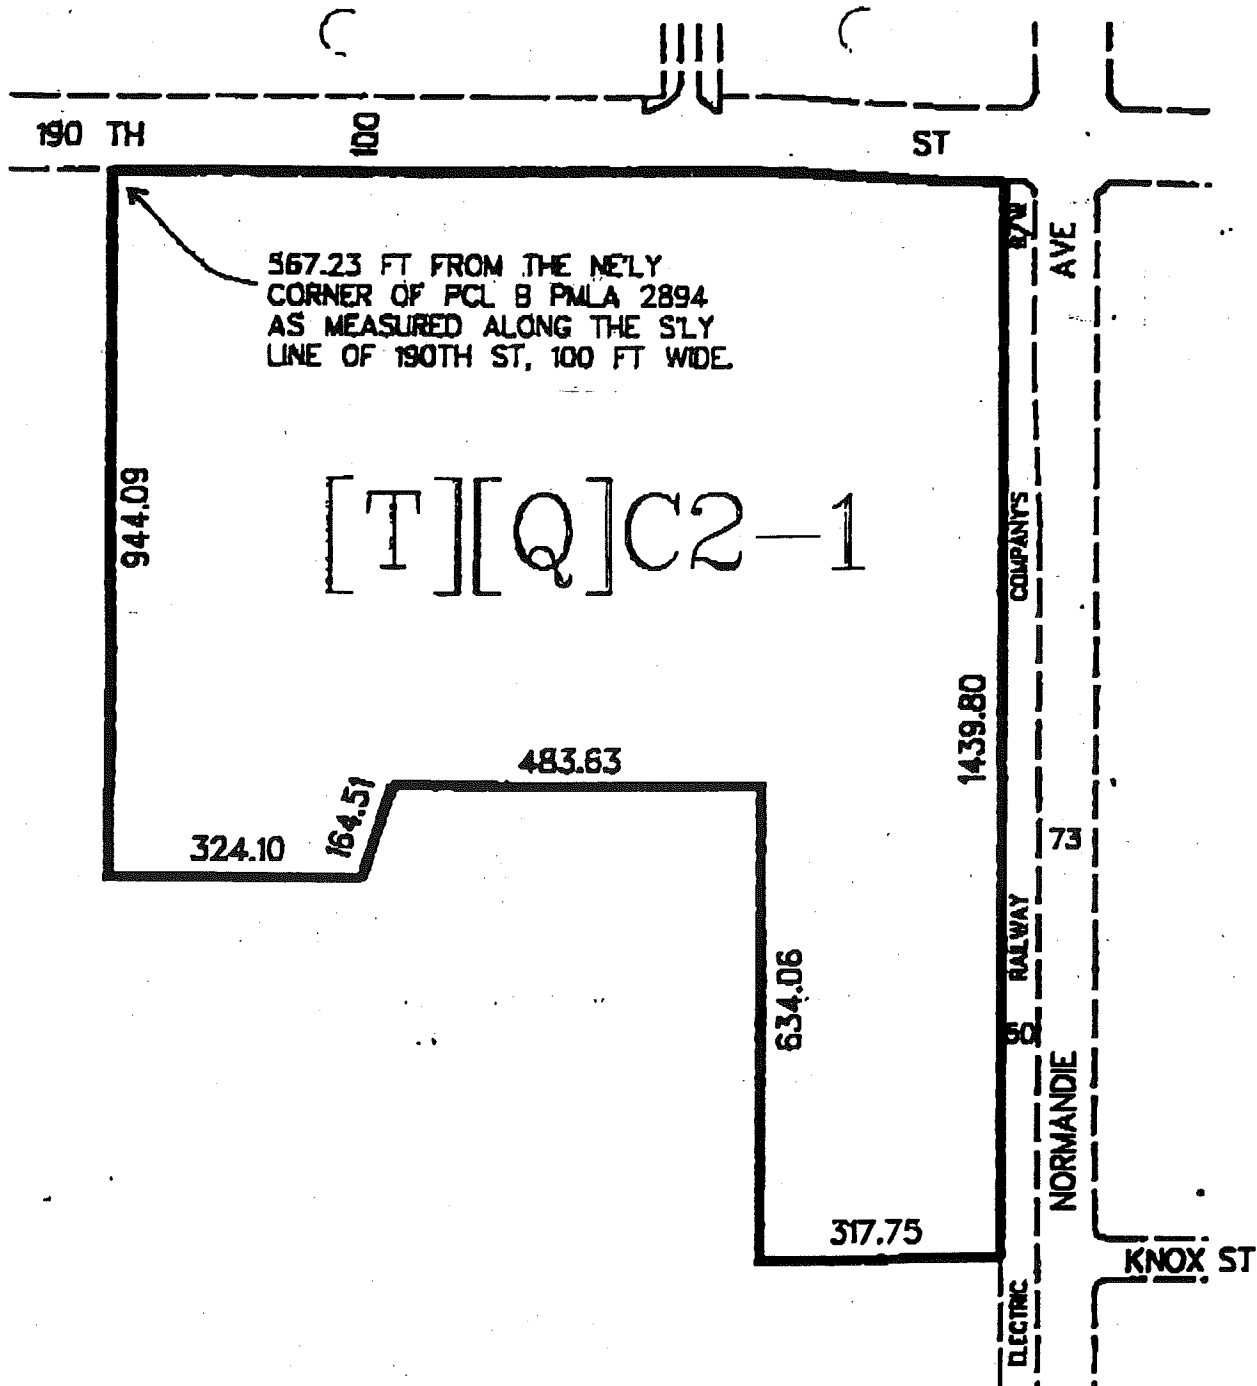 190 TH
100
ST
567.23 FT FROM THE NE'LY
CORNER OF PCL B PMLA 2894
AS MEASURED ALONG THE S'LY
LINE OF 190TH ST, 100 FT WIDE.
R/W
AVE
944.09
[T][Q]C2-1
COMPANY'S
1439.80
483.63
164.51
324.10
73
RAILWAY
634.06
50
NORMANDIE
317.75
KNOX ST
ELECTRIC